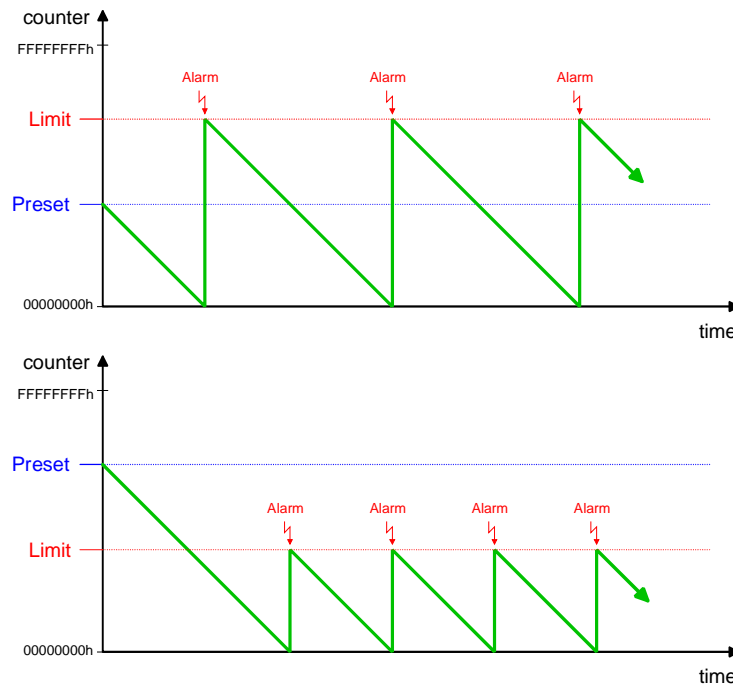 counter
FFFFFFFFh
Alarm Alarm Alarm
Limit
Preset
00000000h
time
counter
FFFFFFFFh
Preset
Alarm Alarm Alarm Alarm
Limit
00000000h
time